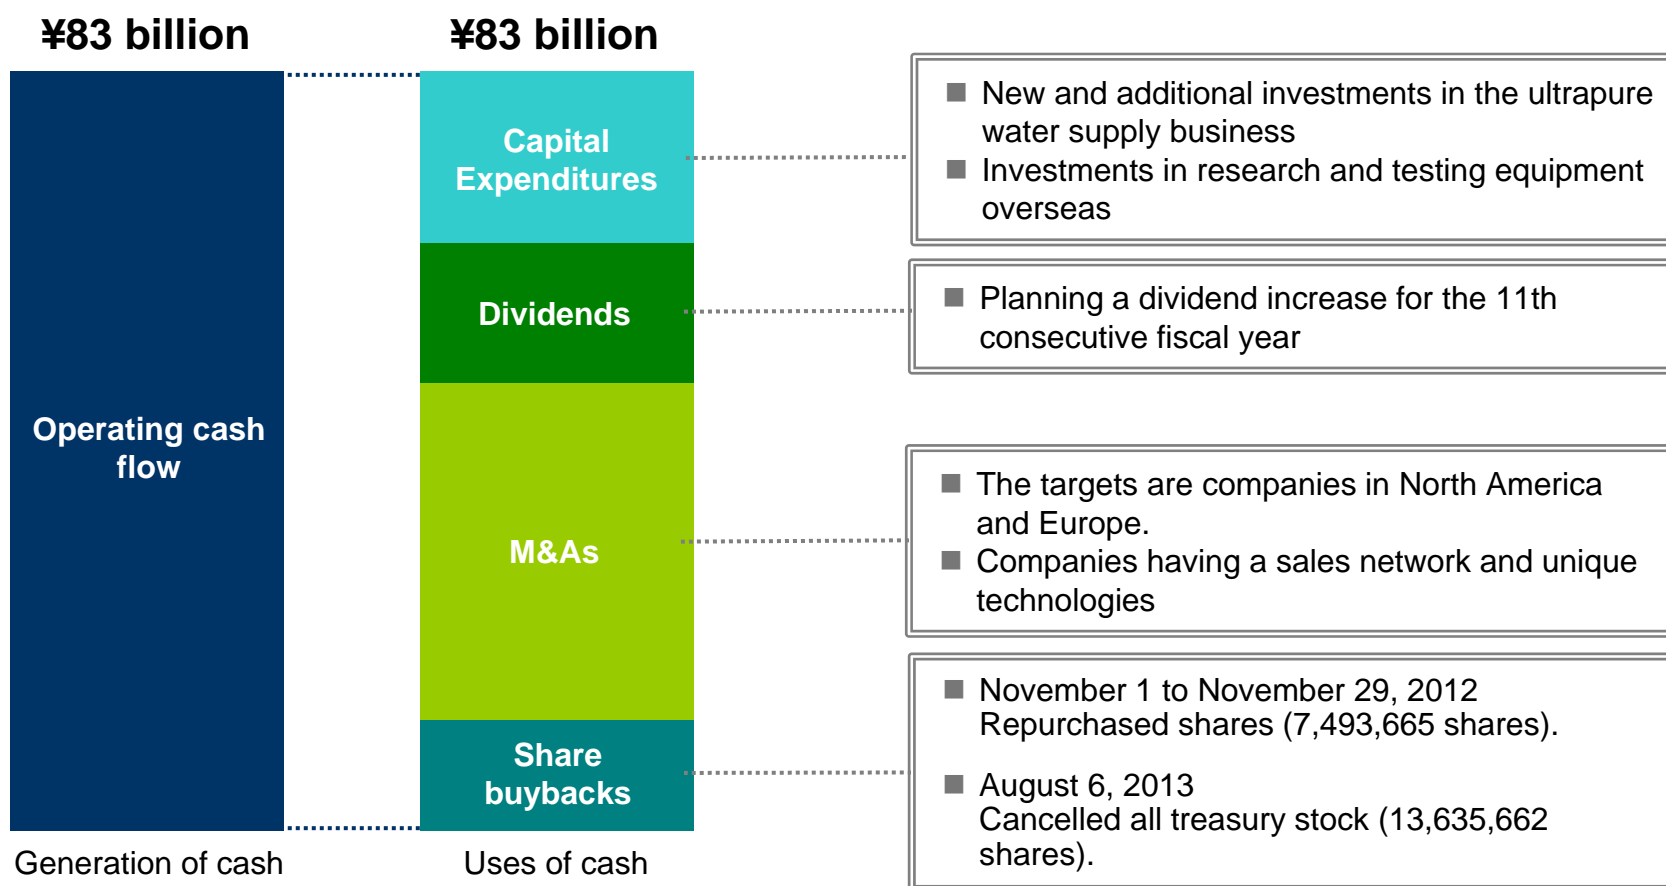 ¥83 billion
¥83 billion
Operating cash
flow
Generation of cash
Capital
Expenditures
Dividends
M&As
Share
buybacks
Uses of cash
■ New and additional investments in the ultrapure
water supply business
■ Investments in research and testing equipment
overseas
■ Planning a dividend increase for the 11th
consecutive fiscal year
■ The targets are companies in North America
and Europe.
■ Companies having a sales network and unique
technologies
■ November 1 to November 29, 2012
Repurchased shares (7,493,665 shares).
■ August 6, 2013
Cancelled all treasury stock (13,635,662
shares).